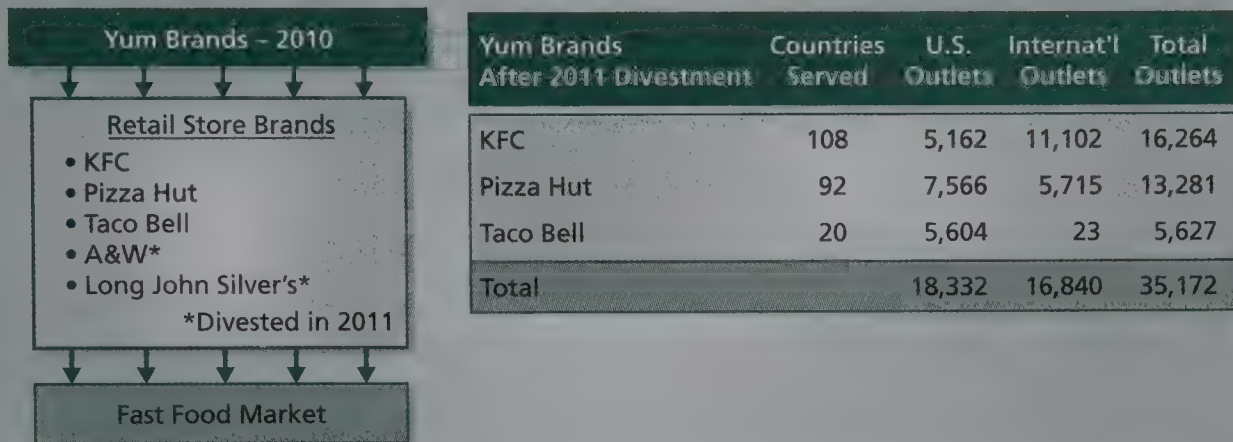 Yum Brands – 2010
Retail Store Brands
• KFC
• Pizza Hut
• Taco Bell
• A&W*
• Long John Silver's*
*Divested in 2011
Fast Food Market
Yum Brands Countries U.S. Internat'l Total
After 2011 Divestment Served Outlets Outlets Outlets
KFC 108 5,162 11,102 16,264
Pizza Hut 92 7,566 5,715 13,281
Taco Bell 20 5,604 23 5,627
Total 18,332 16,840 35,172